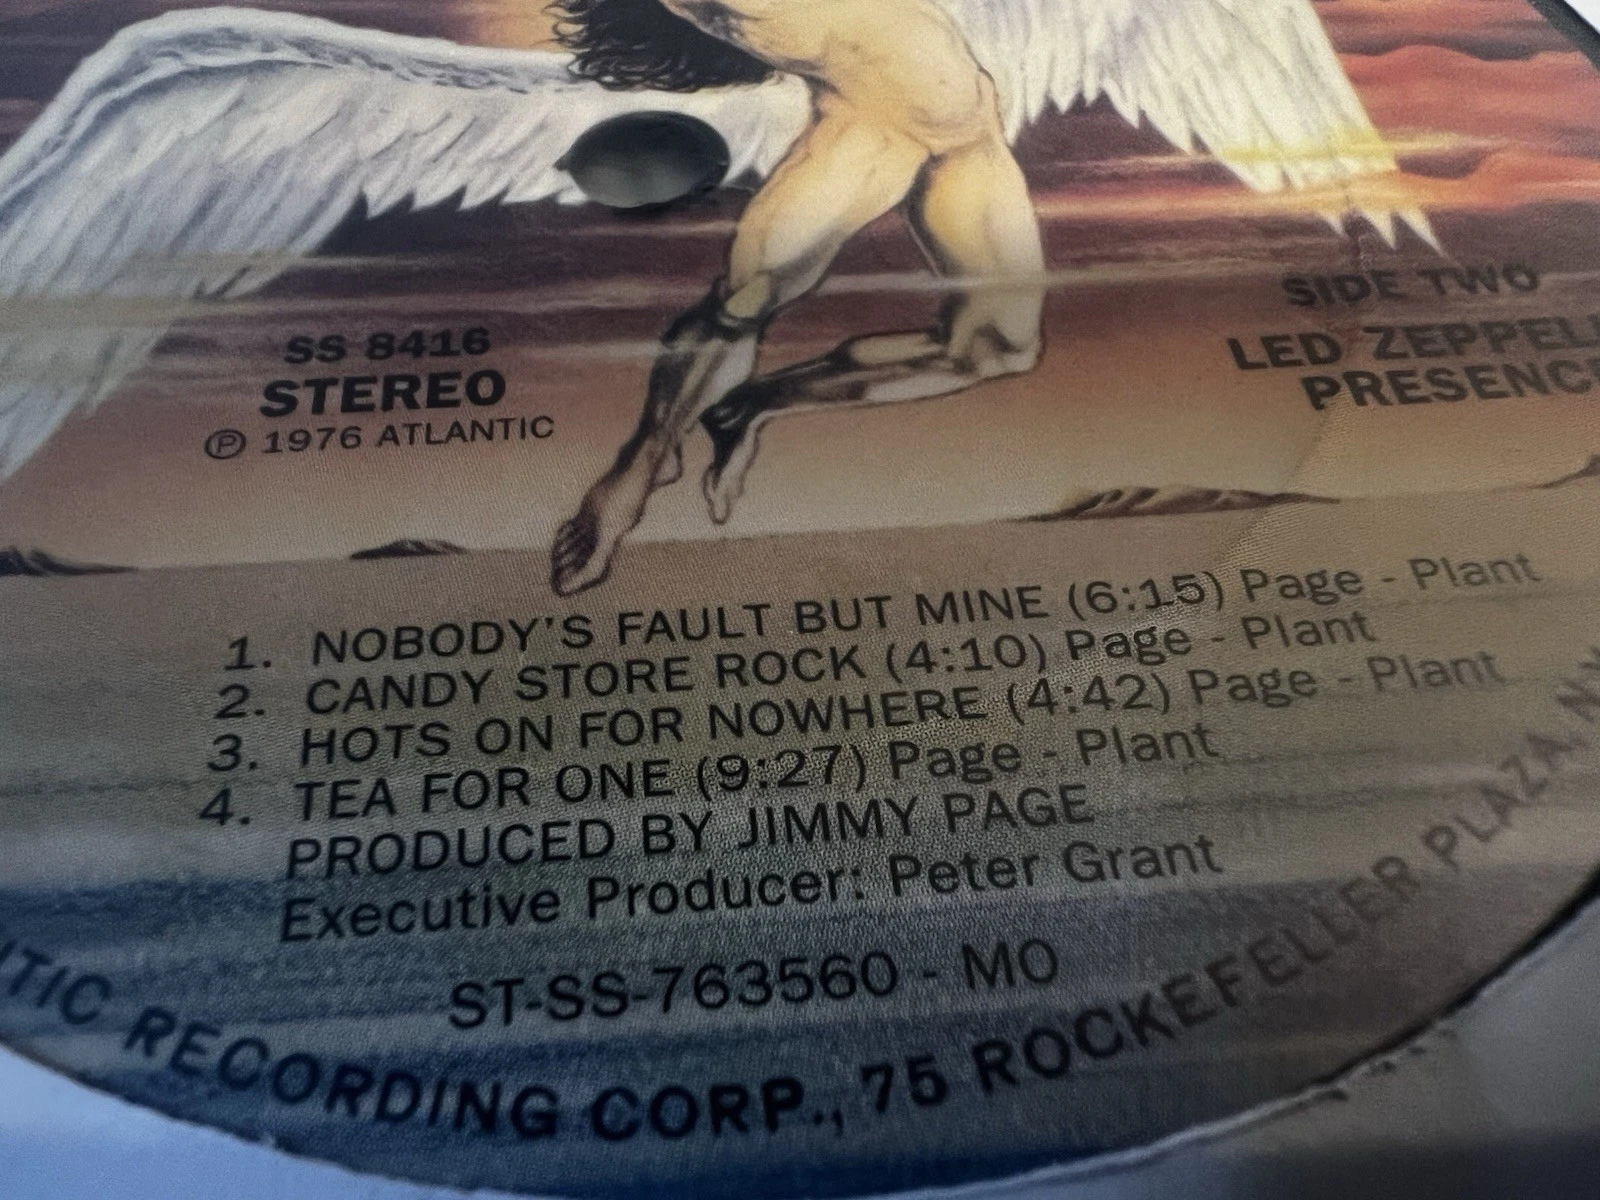 SS 8416
STEREO
Ⓟ 1976 ATLANTIC
SIDE TWO
LED ZEPPELI
PRESENCE
1. NOBODY'S FAULT BUT MINE (6:15) Page - Plant
2. CANDY STORE ROCK (4:10) Page - Plant
3. HOTS ON FOR NOWHERE (4:42) Page - Plant
4. TEA FOR ONE (9:27) Page - Plant
PRODUCED BY JIMMY PAGE
Executive Producer: Peter Grant
ST-SS-763560 - MO
TIC RECORDING CORP., 75 ROCKEFELLER PLAZA, N.Y